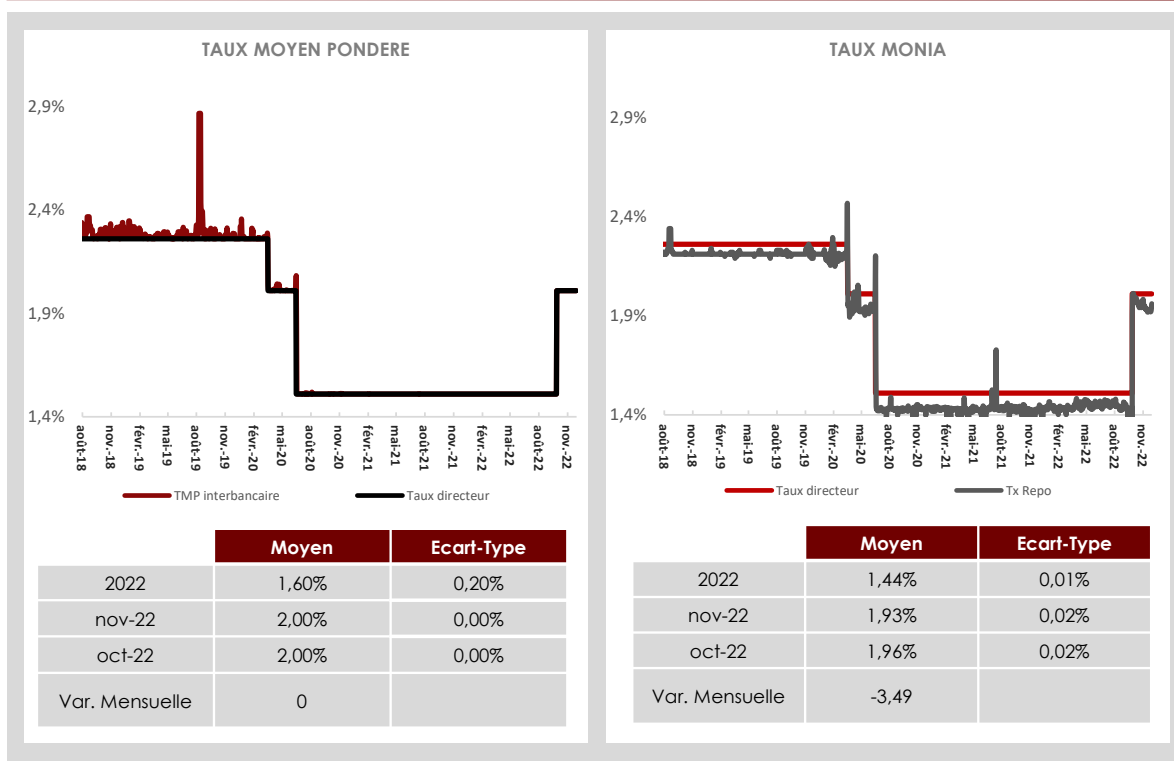 TAUX MOYEN PONDERE
2,9%
2,4%
1,9%
1,4%
août-18
nov.-18
févr.-19
mai-19
août-19
nov.-19
févr.-20
mai-20
août-20
nov.-20
févr.-21
mai-21
août-21
nov.-21
févr.-22
mai-22
août-22
nov.-22
TMP interbancaire
Taux directeur
Moyen Ecart-Type
2022 1,60% 0,20%
nov-22 2,00% 0,00%
oct-22 2,00% 0,00%
Var. Mensuelle 0
TAUX MONIA
2,9%
2,4%
1,9%
1,4%
août-18
nov.-18
févr.-19
mai-19
août-19
nov.-19
févr.-20
mai-20
août-20
nov.-20
févr.-21
mai-21
août-21
nov.-21
févr.-22
mai-22
août-22
nov.-22
Taux directeur
Tx Repo
Moyen Ecart-Type
2022 1,44% 0,01%
nov-22 1,93% 0,02%
oct-22 1,96% 0,02%
Var. Mensuelle -3,49